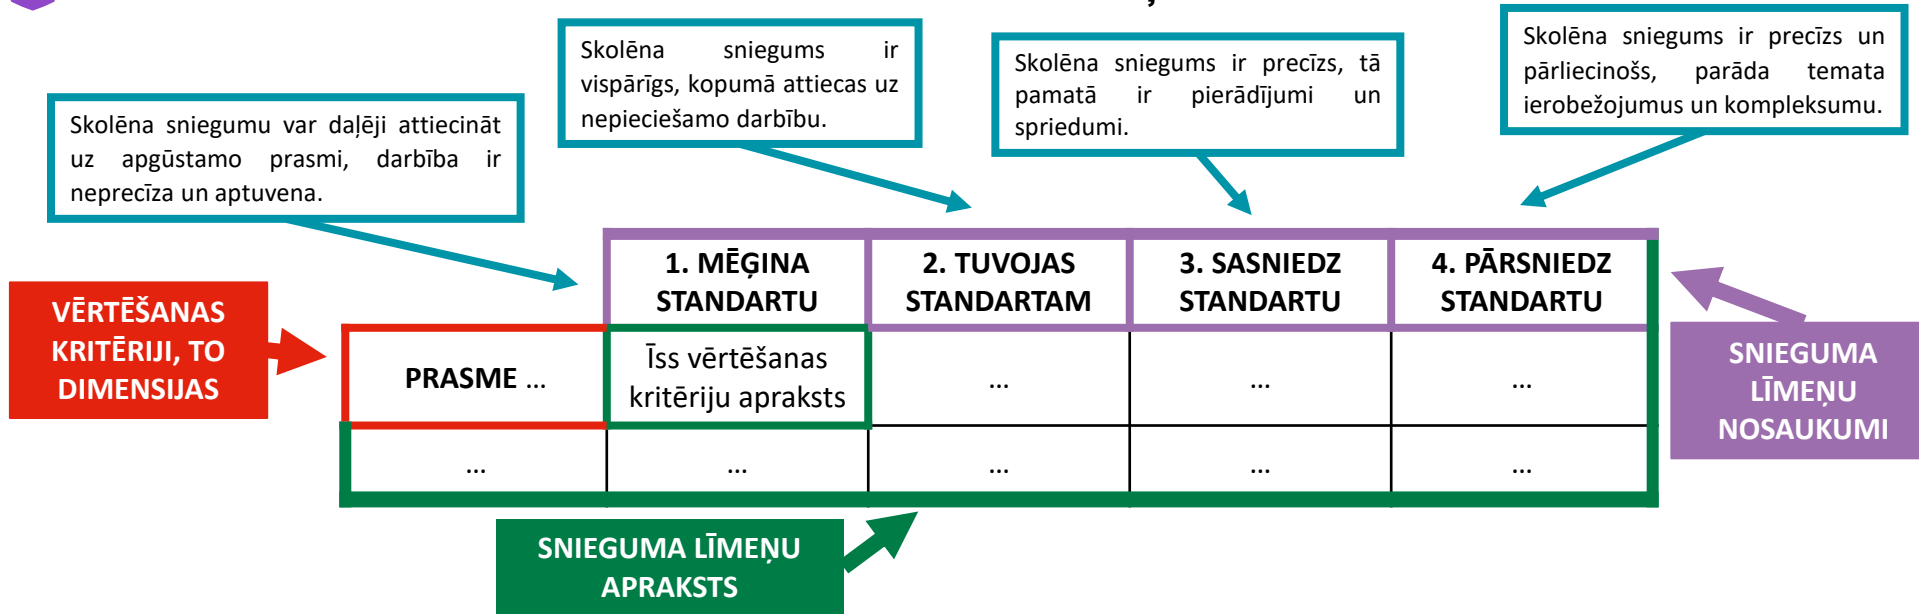 Skolēna sniegumu var daļēji attiecināt
uz apgūstamo prasmi, darbība ir
neprecīza un aptuvena.
Skolēna sniegums ir
vispārīgs, kopumā attiecas uz
nepieciešamo darbību.
Skolēna sniegums ir precīzs, tā
pamatā ir pierādījumi un
spriedumi.
Skolēna sniegums ir precīzs un
pārliecinošs, parāda temata
ierobežojumus un kompleksumu.
1. MĒĢINA
STANDARTU
2. TUVOJAS
STANDARTAM
3. SASNIEDZ
STANDARTU
4. PĀRSNIEDZ
STANDARTU
VĒRTĒŠANAS
KRITĒRIJI, TO
DIMENSIJAS
PRASME ...
Īss vērtēšanas
kritēriju apraksts
...
...
...
...
...
...
...
...
SNIEGUMA
LĪMEŅU
NOSAUKUMI
SNIEGUMA LĪMEŅU
APRAKSTS